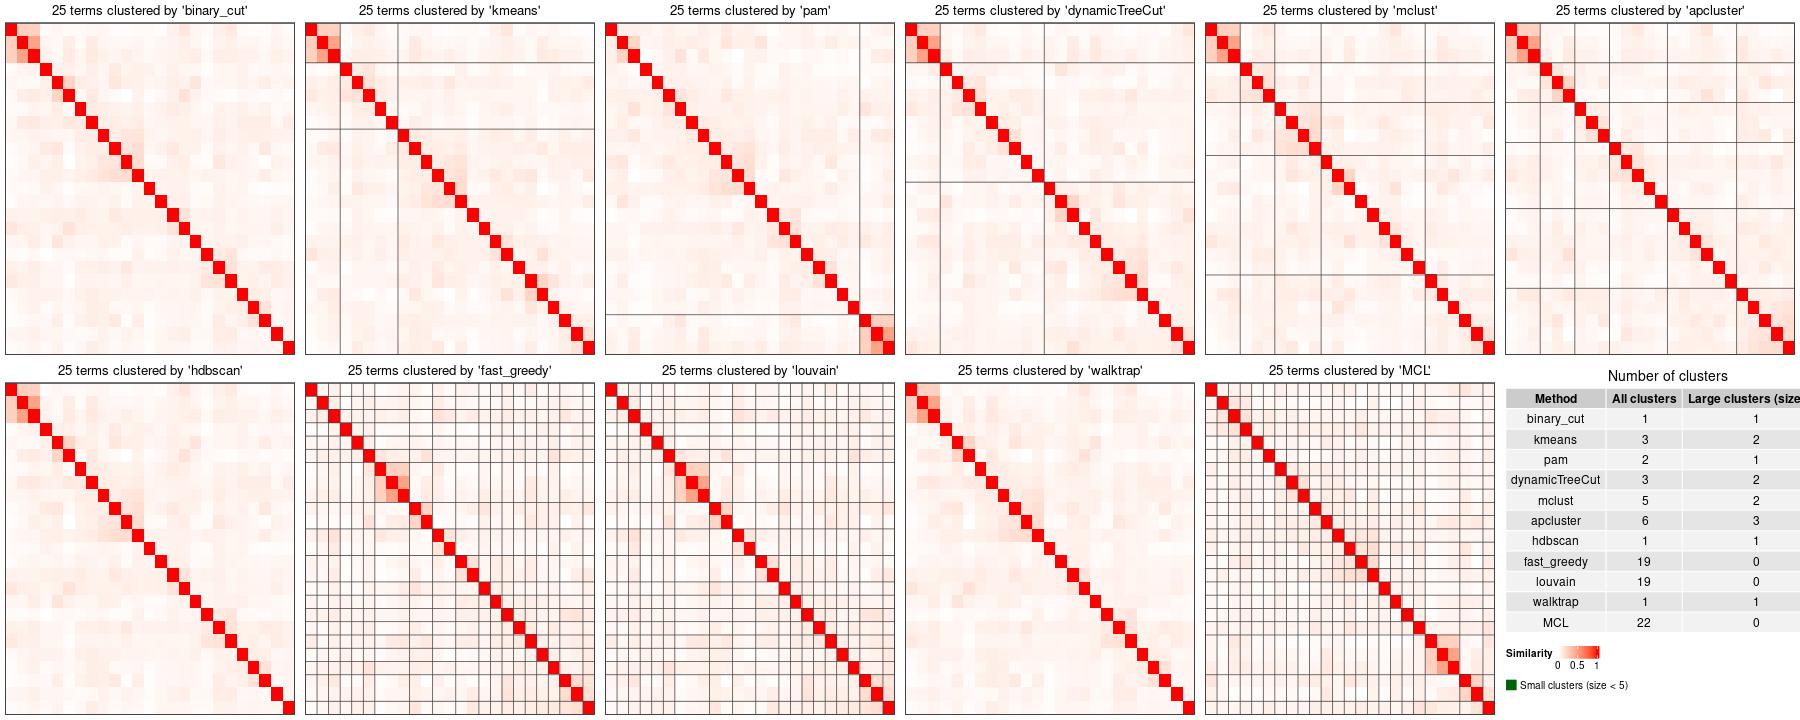 25 terms clustered by 'binary_cut'
25 terms clustered by 'kmeans'
25 terms clustered by 'pam'
25 terms clustered by 'dynamicTreeCut'
25 terms clustered by 'mclust'
25 terms clustered by 'apcluster'
25 terms clustered by 'hdbscan'
25 terms clustered by 'fast_greedy'
25 terms clustered by 'louvain'
25 terms clustered by 'walktrap'
25 terms clustered by 'MCL'
Number of clusters
Method All clusters Large clusters (size
binary_cut 1 1
kmeans 3 2
pam 2 1
dynamicTreeCut 3 2
mclust 5 2
apcluster 6 3
hdbscan 1 1
fast_greedy 19 0
louvain 19 0
walktrap 1 1
MCL 22 0
Similarity
0 0.5 1
Small clusters (size < 5)